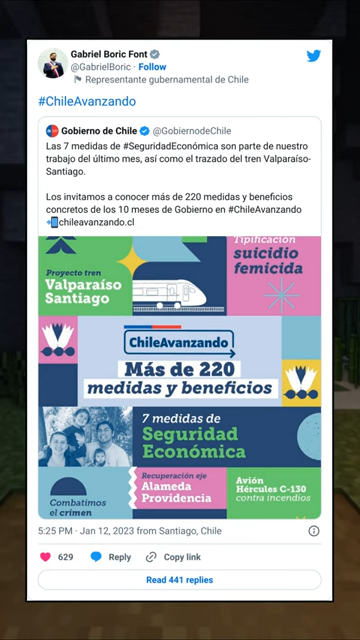 Gabriel Boric Font
@GabrielBoric · Follow
Representante gubernamental de Chile
#ChileAvanzando
Gobierno de Chile @GobiernodeChile
Las 7 medidas de #SeguridadEconómica son parte de nuestro
trabajo del último mes, así como el trazado del tren Valparaíso-
Santiago.
Los invitamos a conocer más de 220 medidas y beneficios
concretos de los 10 meses de Gobierno en #ChileAvanzando
chileavanzando.cl
Proyecto tren
Valparaíso
Santiago
Tipificación
suicidio
femicida
ChileAvanzando
Más de 220
medidas y beneficios
7 medidas de
Seguridad
Económica
Combatimos
el crimen
Recuperación eje
Alameda
Providencia
Avión
Hércules C-130
contra incendios
5:25 PM · Jan 12, 2023 from Santiago, Chile
629 Reply Copy link
Read 441 replies